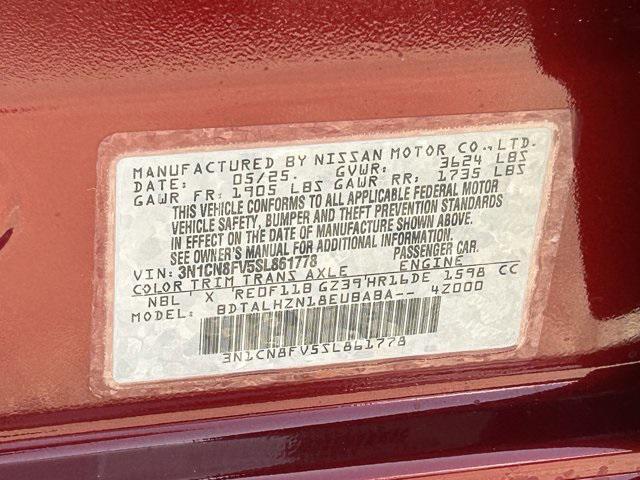 MANUFACTURED BY NISSAN MOTOR CO., LTD.
DATE: 05/25. GVWR: 3624 LBS
GAWR FR: 1905 LBS GAWR RR: 1735 LBS
THIS VEHICLE CONFORMS TO ALL APPLICABLE FEDERAL MOTOR
VEHICLE SAFETY, BUMPER AND THEFT PREVENTION STANDARDS
IN EFFECT ON THE DATE OF MANUFACTURE SHOWN ABOVE.
SEE OWNER'S MANUAL FOR ADDITIONAL INFORMATION.
VIN: 3N1CN8FV5SL861778 PASSENGER CAR.
COLOR TRIM TRANS AXLE ENGINE
NBL X RE0F11B GZ39 HR16DE 1598 CC
MODEL: BDTALHZN18EUBABA-- 4Z000
3N1CN8FV5SL861778